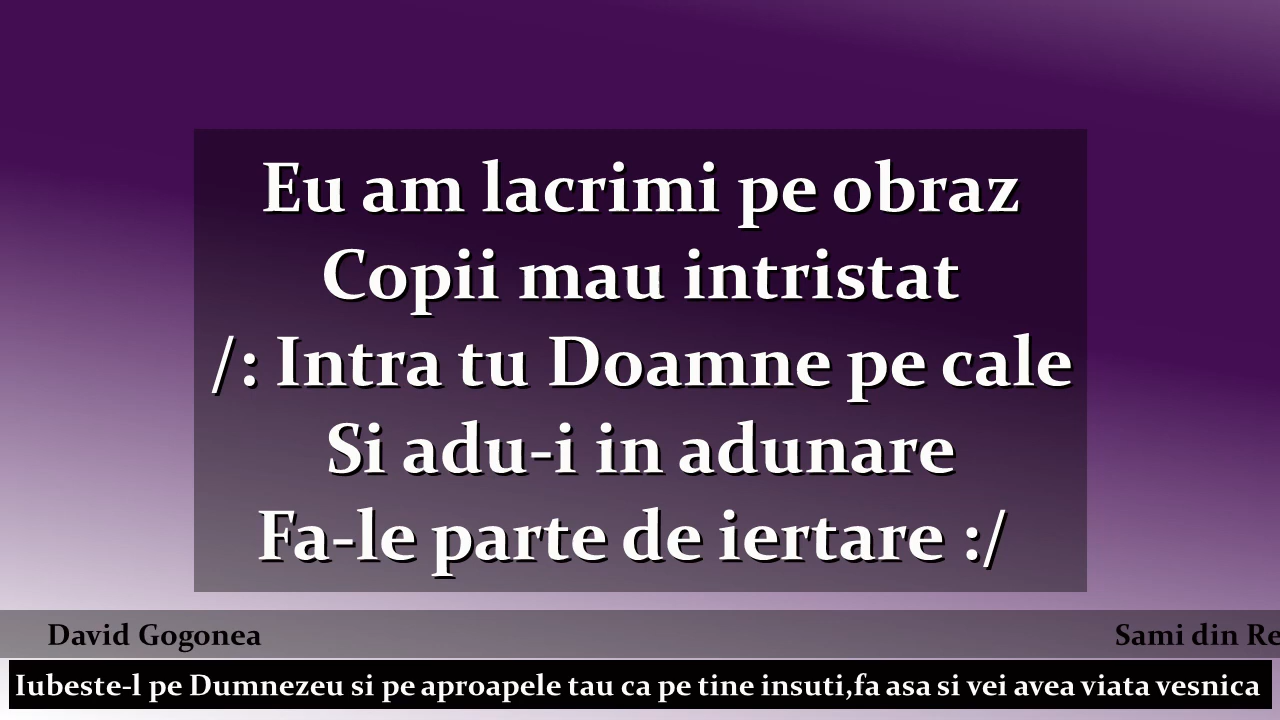 Eu am lacrimi pe obraz
Copii mau intristat
/: Intra tu Doamne pe cale
Si adu-i in adunare
Fa-le parte de iertare :/
David Gogonea
Sami din Re
Iubeste-l pe Dumnezeu si pe aproapele tau ca pe tine insuti,fa asa si vei avea viata vesnica